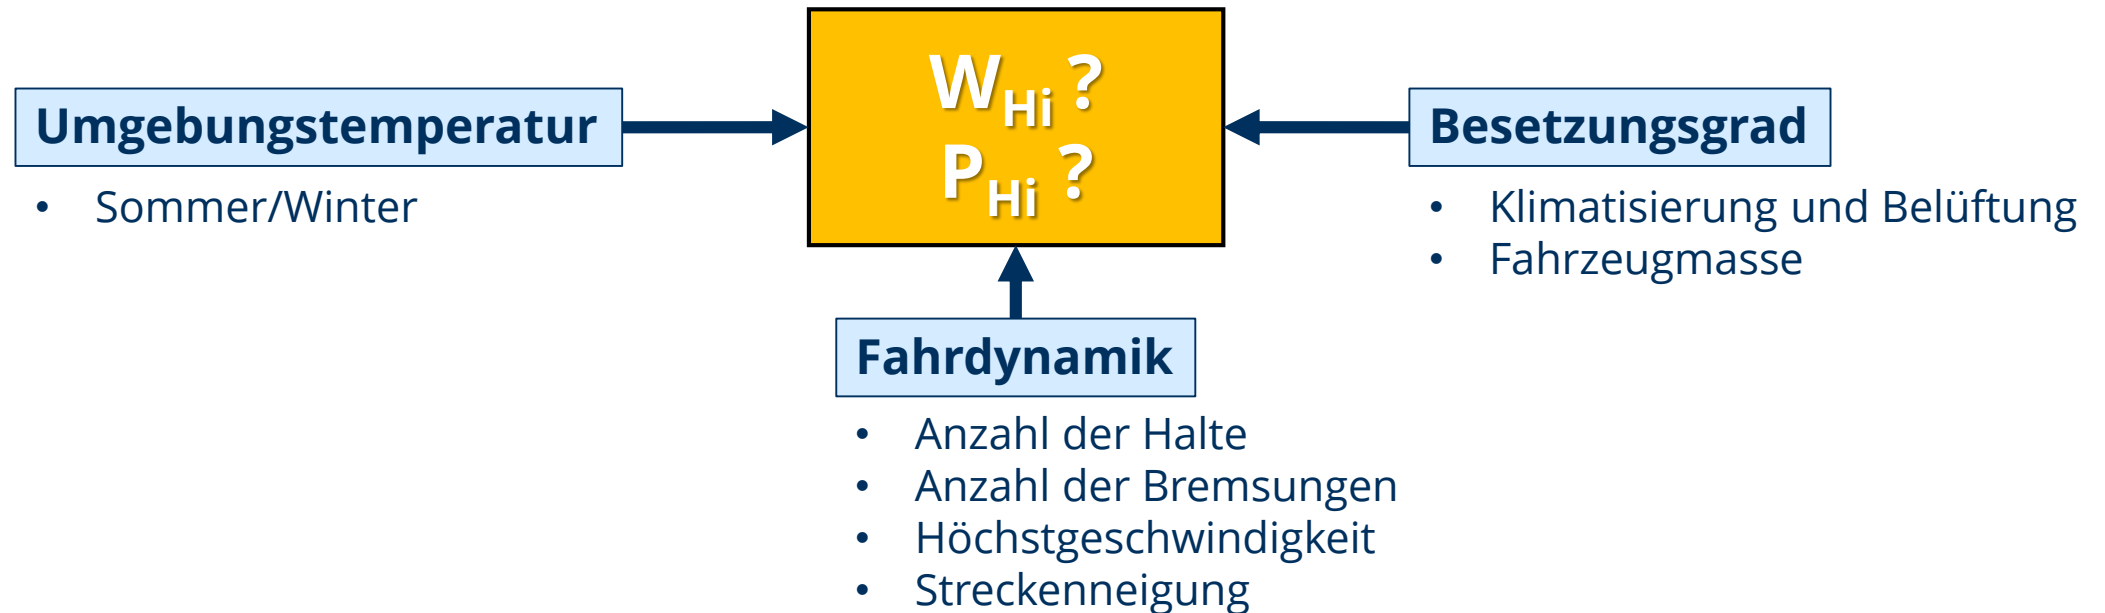 W_Hi ?
P_Hi ?
Umgebungstemperatur
• Sommer/Winter
Besetzungsgrad
• Klimatisierung und Belüftung
• Fahrzeugmasse
Fahrdynamik
• Anzahl der Halte
• Anzahl der Bremsungen
• Höchstgeschwindigkeit
• Streckenneigung